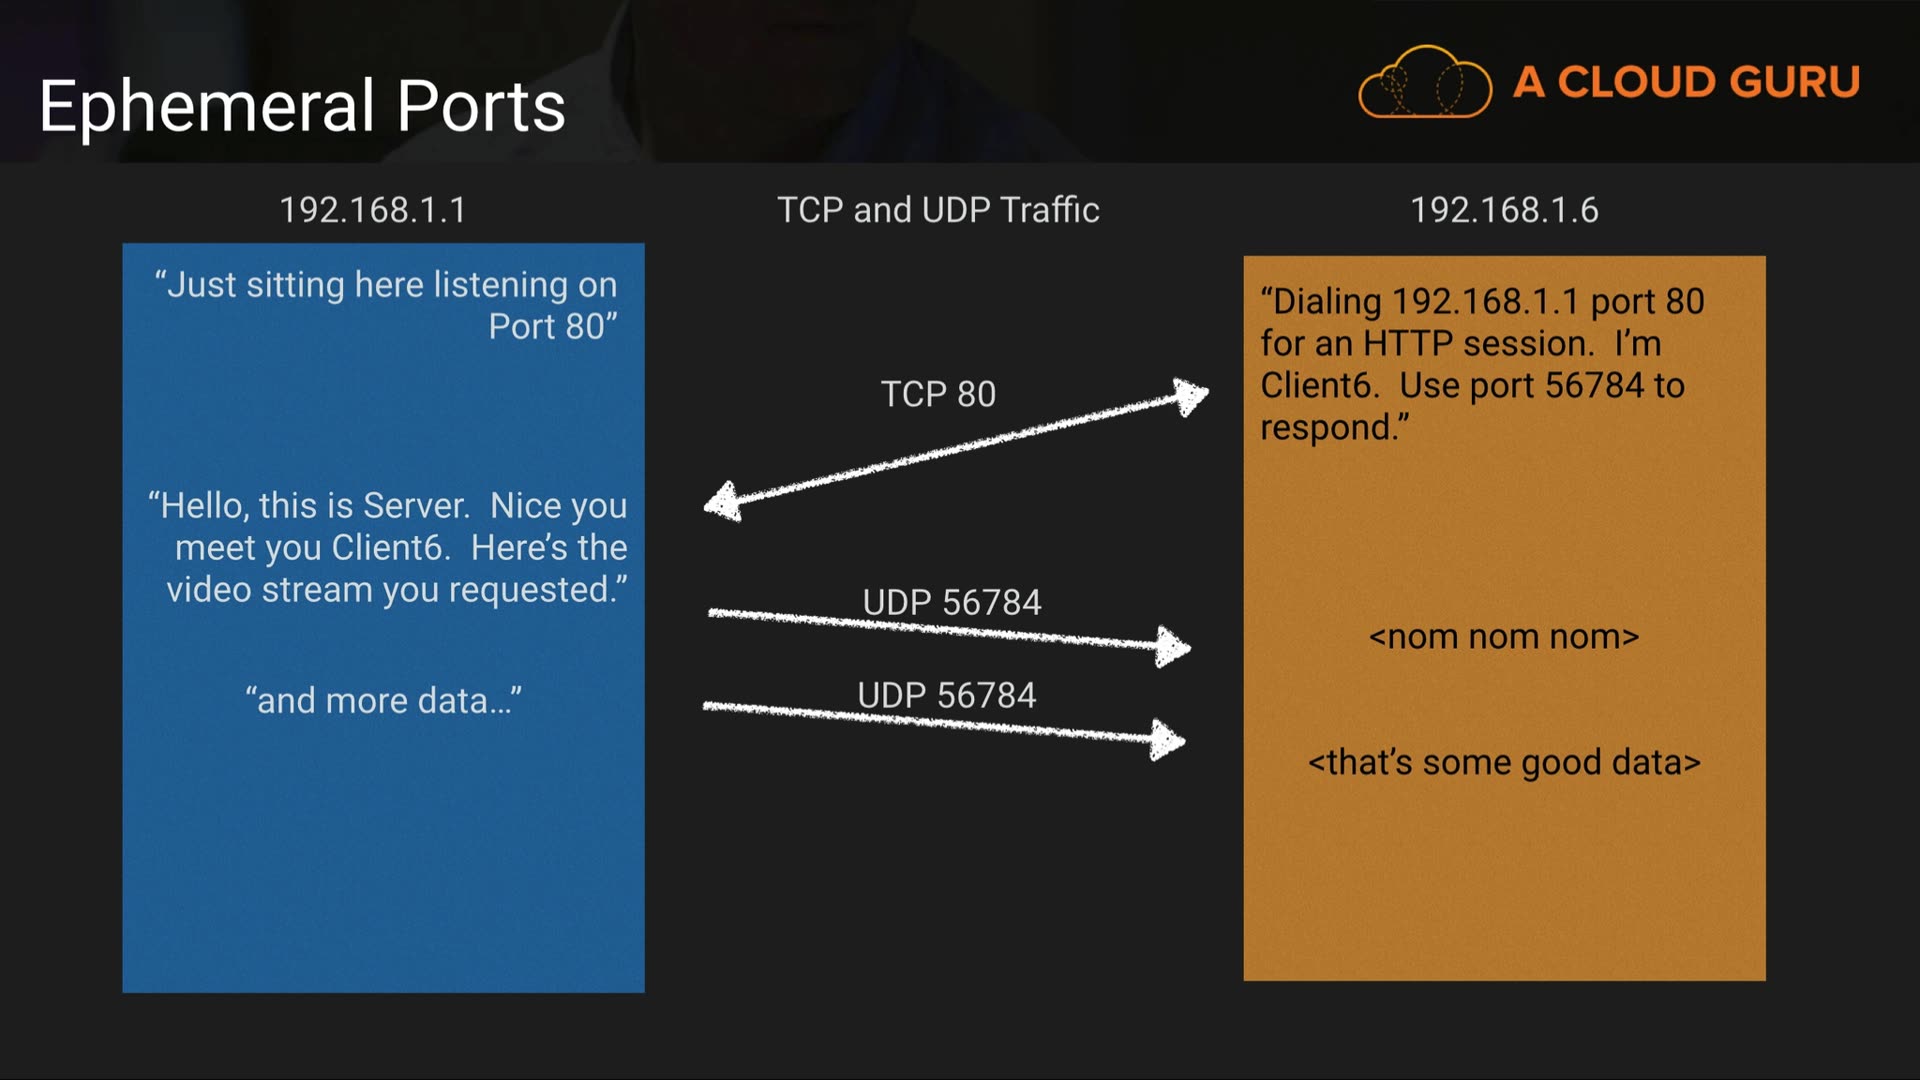 Ephemeral Ports
A CLOUD GURU
192.168.1.1
TCP and UDP Traffic
192.168.1.6
“Just sitting here listening on
Port 80”
“Dialing 192.168.1.1 port 80
for an HTTP session.  I’m
Client6.  Use port 56784 to
respond.”
TCP 80
“Hello, this is Server.  Nice you
meet you Client6.  Here’s the
video stream you requested.”
UDP 56784
<nom nom nom>
“and more data…”
UDP 56784
<that’s some good data>